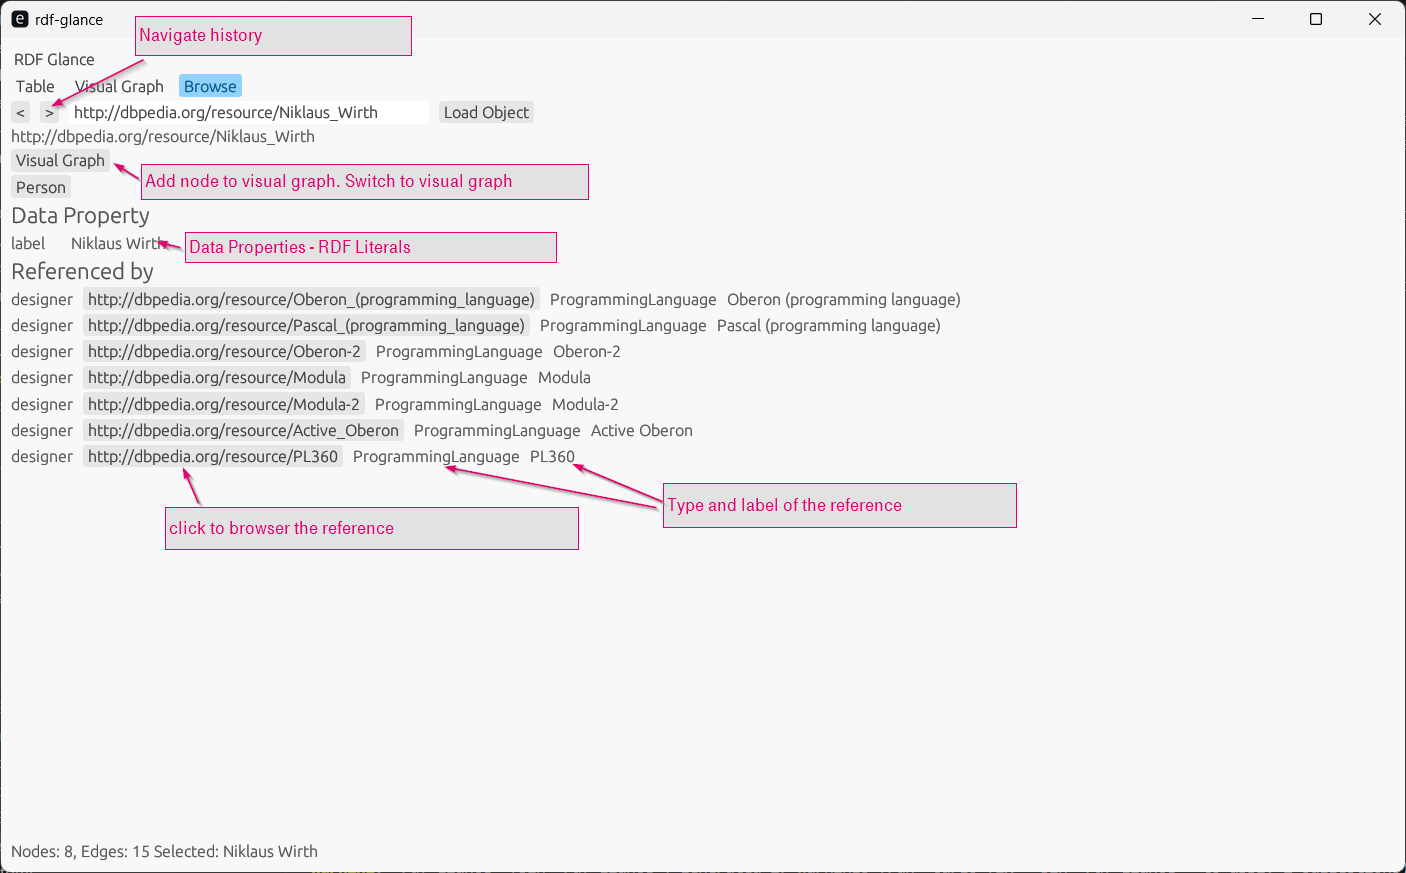 rdf-glance
Navigate history
RDF Glance
Table Visual Graph Browse
< > http://dbpedia.org/resource/Niklaus_Wirth Load Object
http://dbpedia.org/resource/Niklaus_Wirth
Visual Graph
Add node to visual graph. Switch to visual graph
Person
Data Property
label Niklaus Wirth
Data Properties - RDF Literals
Referenced by
designer http://dbpedia.org/resource/Oberon_(programming_language) ProgrammingLanguage Oberon (programming language)
designer http://dbpedia.org/resource/Pascal_(programming_language) ProgrammingLanguage Pascal (programming language)
designer http://dbpedia.org/resource/Oberon-2 ProgrammingLanguage Oberon-2
designer http://dbpedia.org/resource/Modula ProgrammingLanguage Modula
designer http://dbpedia.org/resource/Modula-2 ProgrammingLanguage Modula-2
designer http://dbpedia.org/resource/Active_Oberon ProgrammingLanguage Active Oberon
designer http://dbpedia.org/resource/PL360 ProgrammingLanguage PL360
Type and label of the reference
click to browser the reference
Nodes: 8, Edges: 15 Selected: Niklaus Wirth